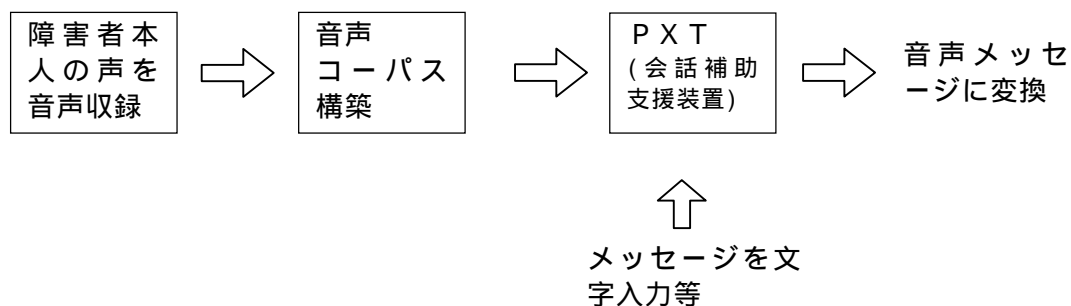 障害者本
人の声を
音声収録
音声
コーパス
構築
ＰＸＴ
(会話補助
支援装置)
音声メッセ
ージに変換
メッセージを文
字入力等